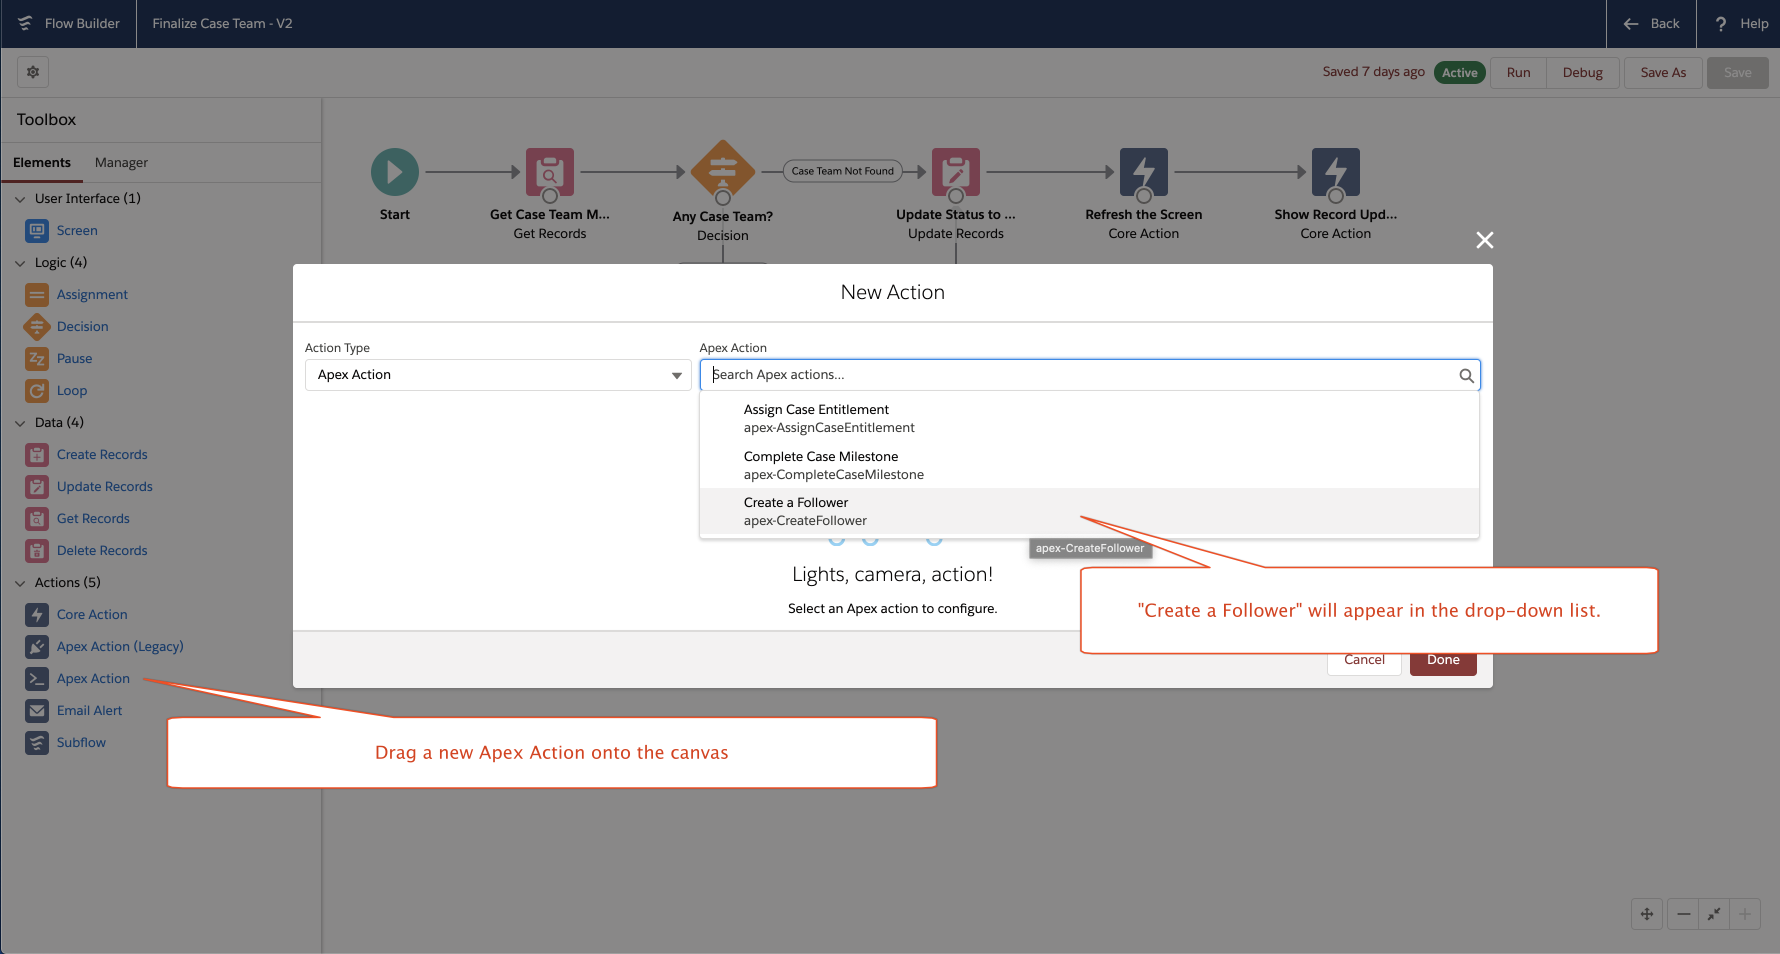 Flow Builder
Finalize Case Team - V2
Back
Help
Saved 7 days ago
Active
Run
Debug
Save As
Save
Toolbox
Elements
Manager
User Interface (1)
Screen
Logic (4)
Assignment
Decision
Pause
Loop
Data (4)
Create Records
Update Records
Get Records
Delete Records
Actions (5)
Core Action
Apex Action (Legacy)
Apex Action
Email Alert
Subflow
Start
Get Case Team M...
Get Records
Any Case Team?
Decision
Case Team Not Found
Update Status to ...
Update Records
Refresh the Screen
Core Action
Show Record Upd...
Core Action
New Action
Action Type
Apex Action
Apex Action
Search Apex actions...
Assign Case Entitlement
apex-AssignCaseEntitlement
Complete Case Milestone
apex-CompleteCaseMilestone
Create a Follower
apex-CreateFollower
apex-CreateFollower
Lights, camera, action!
Select an Apex action to configure.
"Create a Follower" will appear in the drop-down list.
Cancel
Done
Drag a new Apex Action onto the canvas